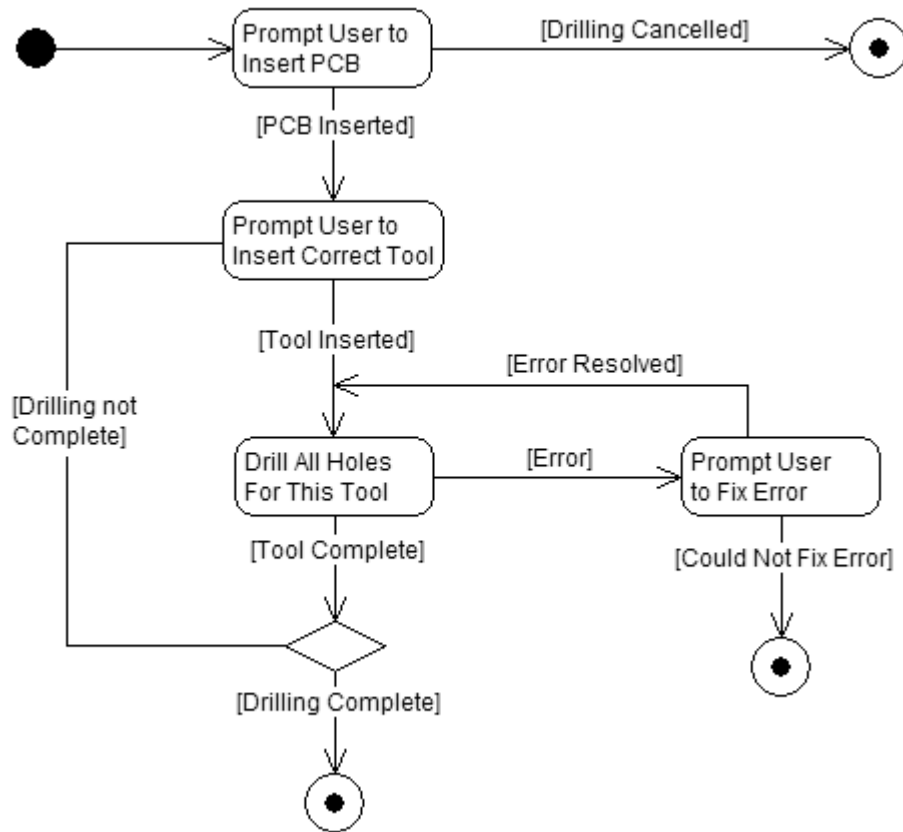 Prompt User to
Insert PCB
[Drilling Cancelled]
[PCB Inserted]
Prompt User to
Insert Correct Tool
[Tool Inserted]
[Error Resolved]
[Drilling not
Complete]
Drill All Holes
For This Tool
[Error]
Prompt User
to Fix Error
[Tool Complete]
[Could Not Fix Error]
[Drilling Complete]